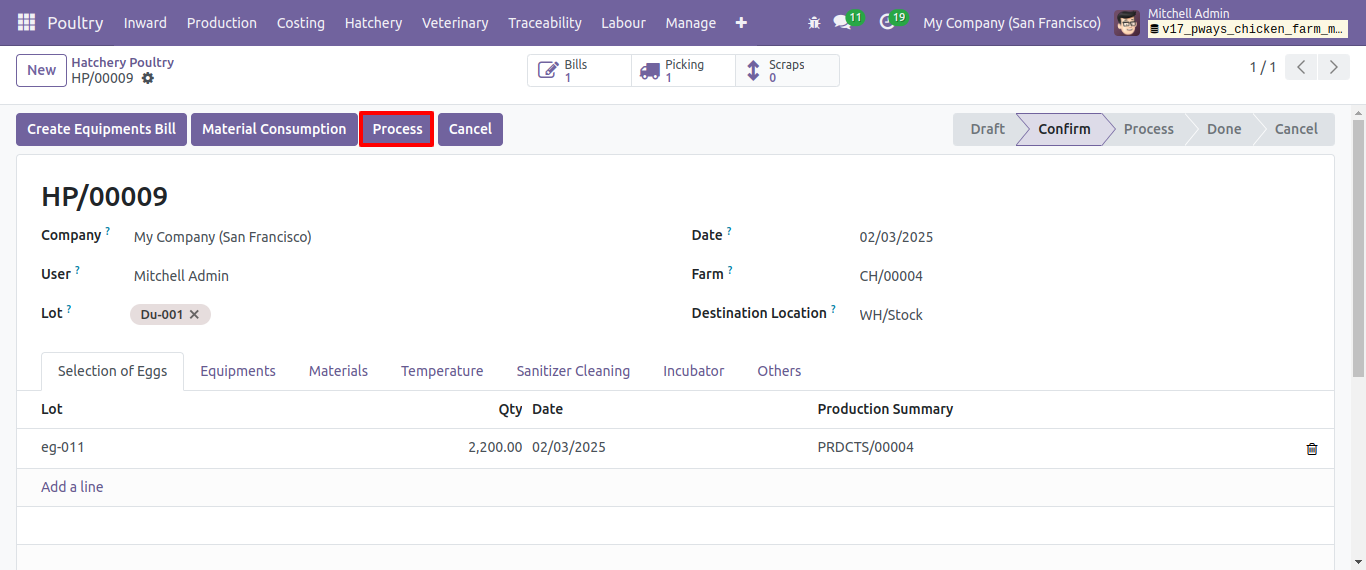 Poultry Inward Production Costing Hatchery Veterinary Traceability Labour Manage 11 19 My Company (San Francisco) Mitchell Admin
v17_pways_chicken_farm_m…
New Hatchery Poultry
HP/00009
Bills
1
Picking
1
Scraps
0
1 / 1
Create Equipments Bill Material Consumption Process Cancel
Draft Confirm Process Done Cancel
HP/00009
Company ? My Company (San Francisco) Date ? 02/03/2025
User ? Mitchell Admin Farm ? CH/00004
Lot ? Du-001 Destination Location ? WH/Stock
Selection of Eggs Equipments Materials Temperature Sanitizer Cleaning Incubator Others
Lot Qty Date Production Summary
eg-011 2,200.00 02/03/2025 PRDCTS/00004
Add a line